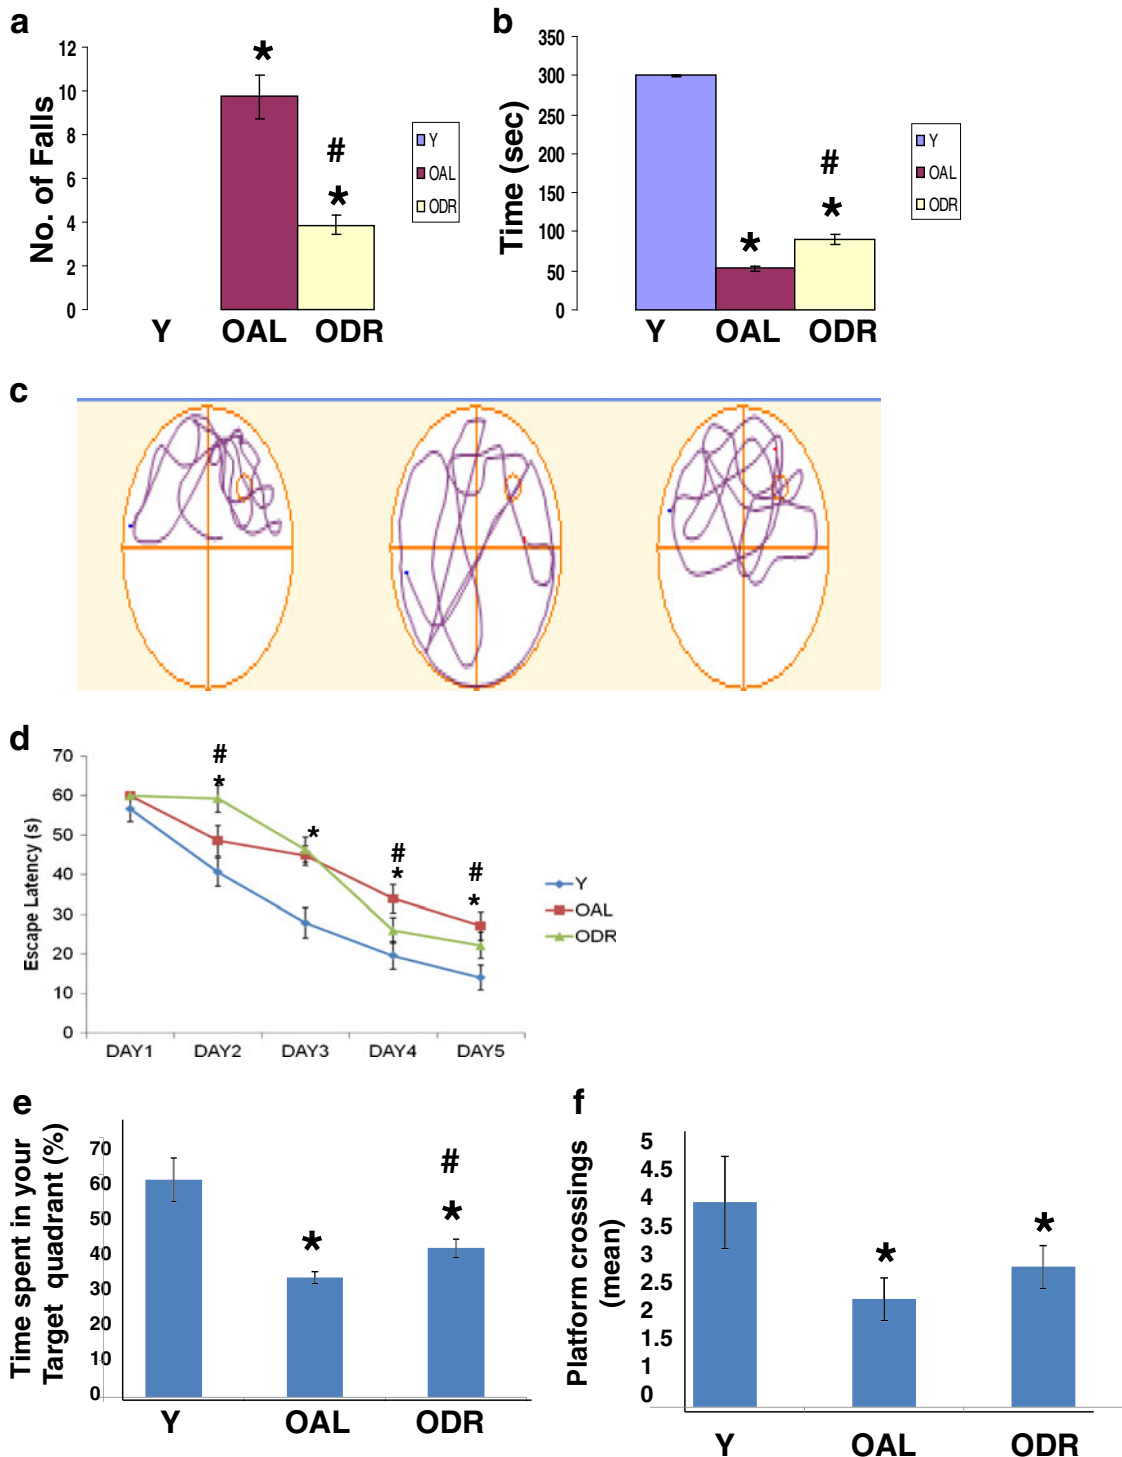 a
No. of Falls
12
10
8
6
4
2
0
*
#
*
Y
OAL
ODR
Y OAL ODR
b
Time (sec)
350
300
250
200
150
100
50
0
*
#
*
Y
OAL
ODR
Y OAL ODR
c
d
Escape Latency (s)
70
60
50
40
30
20
10
0
#
*
*
#
*
#
*
Y
OAL
ODR
DAY1 DAY2 DAY3 DAY4 DAY5
e
Time spent in your
Target quadrant (%)
70
60
50
40
30
20
10
0
*
#
*
Y OAL ODR
f
Platform crossings
(mean)
5
4.5
4
3.5
3
2.5
2
1.5
1
0
*
*
Y OAL ODR